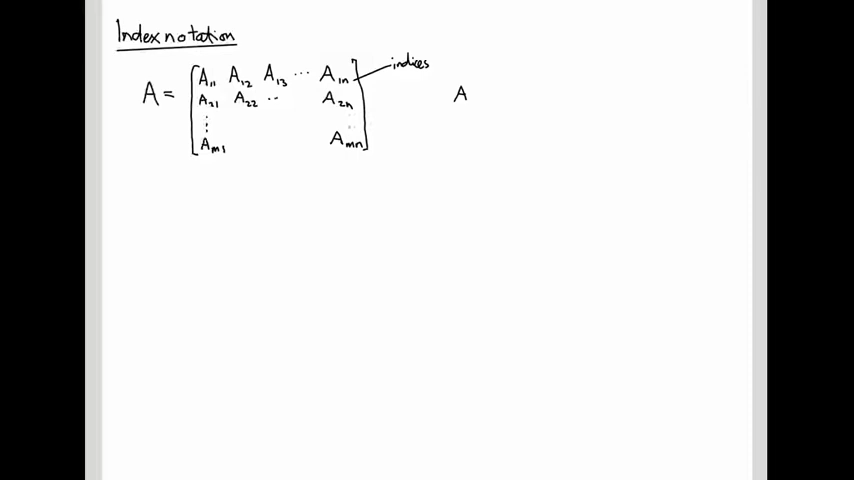 Index notation
indices
A = [A₁₁ A₁₂ A₁₃ ⋯ A₁ₙ
A₂₁ A₂₂ ⋯ A₂ₙ A
⋮
Aₘ₁ Aₘₙ]